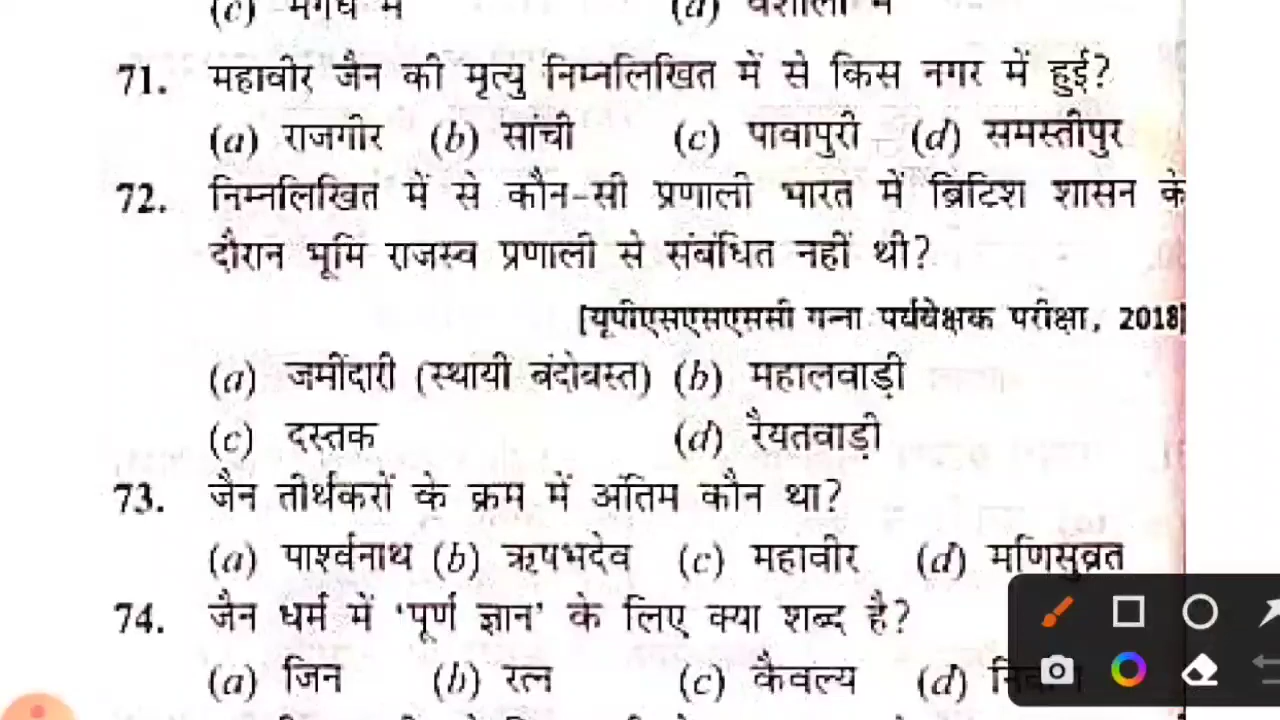 (c) मगध में (d) वैशाली में
71. महावीर जैन की मृत्यु निम्नलिखित में से किस नगर में हुई?
(a) राजगीर (b) सांची (c) पावापुरी (d) समस्तीपुर
72. निम्नलिखित में से कौन-सी प्रणाली भारत में ब्रिटिश शासन के
दौरान भूमि राजस्व प्रणाली से संबंधित नहीं थी?
[यूपीएसएसएससी गन्ना पर्यवेक्षक परीक्षा, 2018]
(a) जमींदारी (स्थायी बंदोबस्त) (b) महालवाड़ी
(c) दस्तक (d) रैयतवाड़ी
73. जैन तीर्थकरों के क्रम में अंतिम कौन था?
(a) पार्श्वनाथ (b) ऋषभदेव (c) महावीर (d) मणिसुव्रत
74. जैन धर्म में 'पूर्ण ज्ञान' के लिए क्या शब्द है?
(a) जिन (b) रत्न (c) कैवल्य (d)